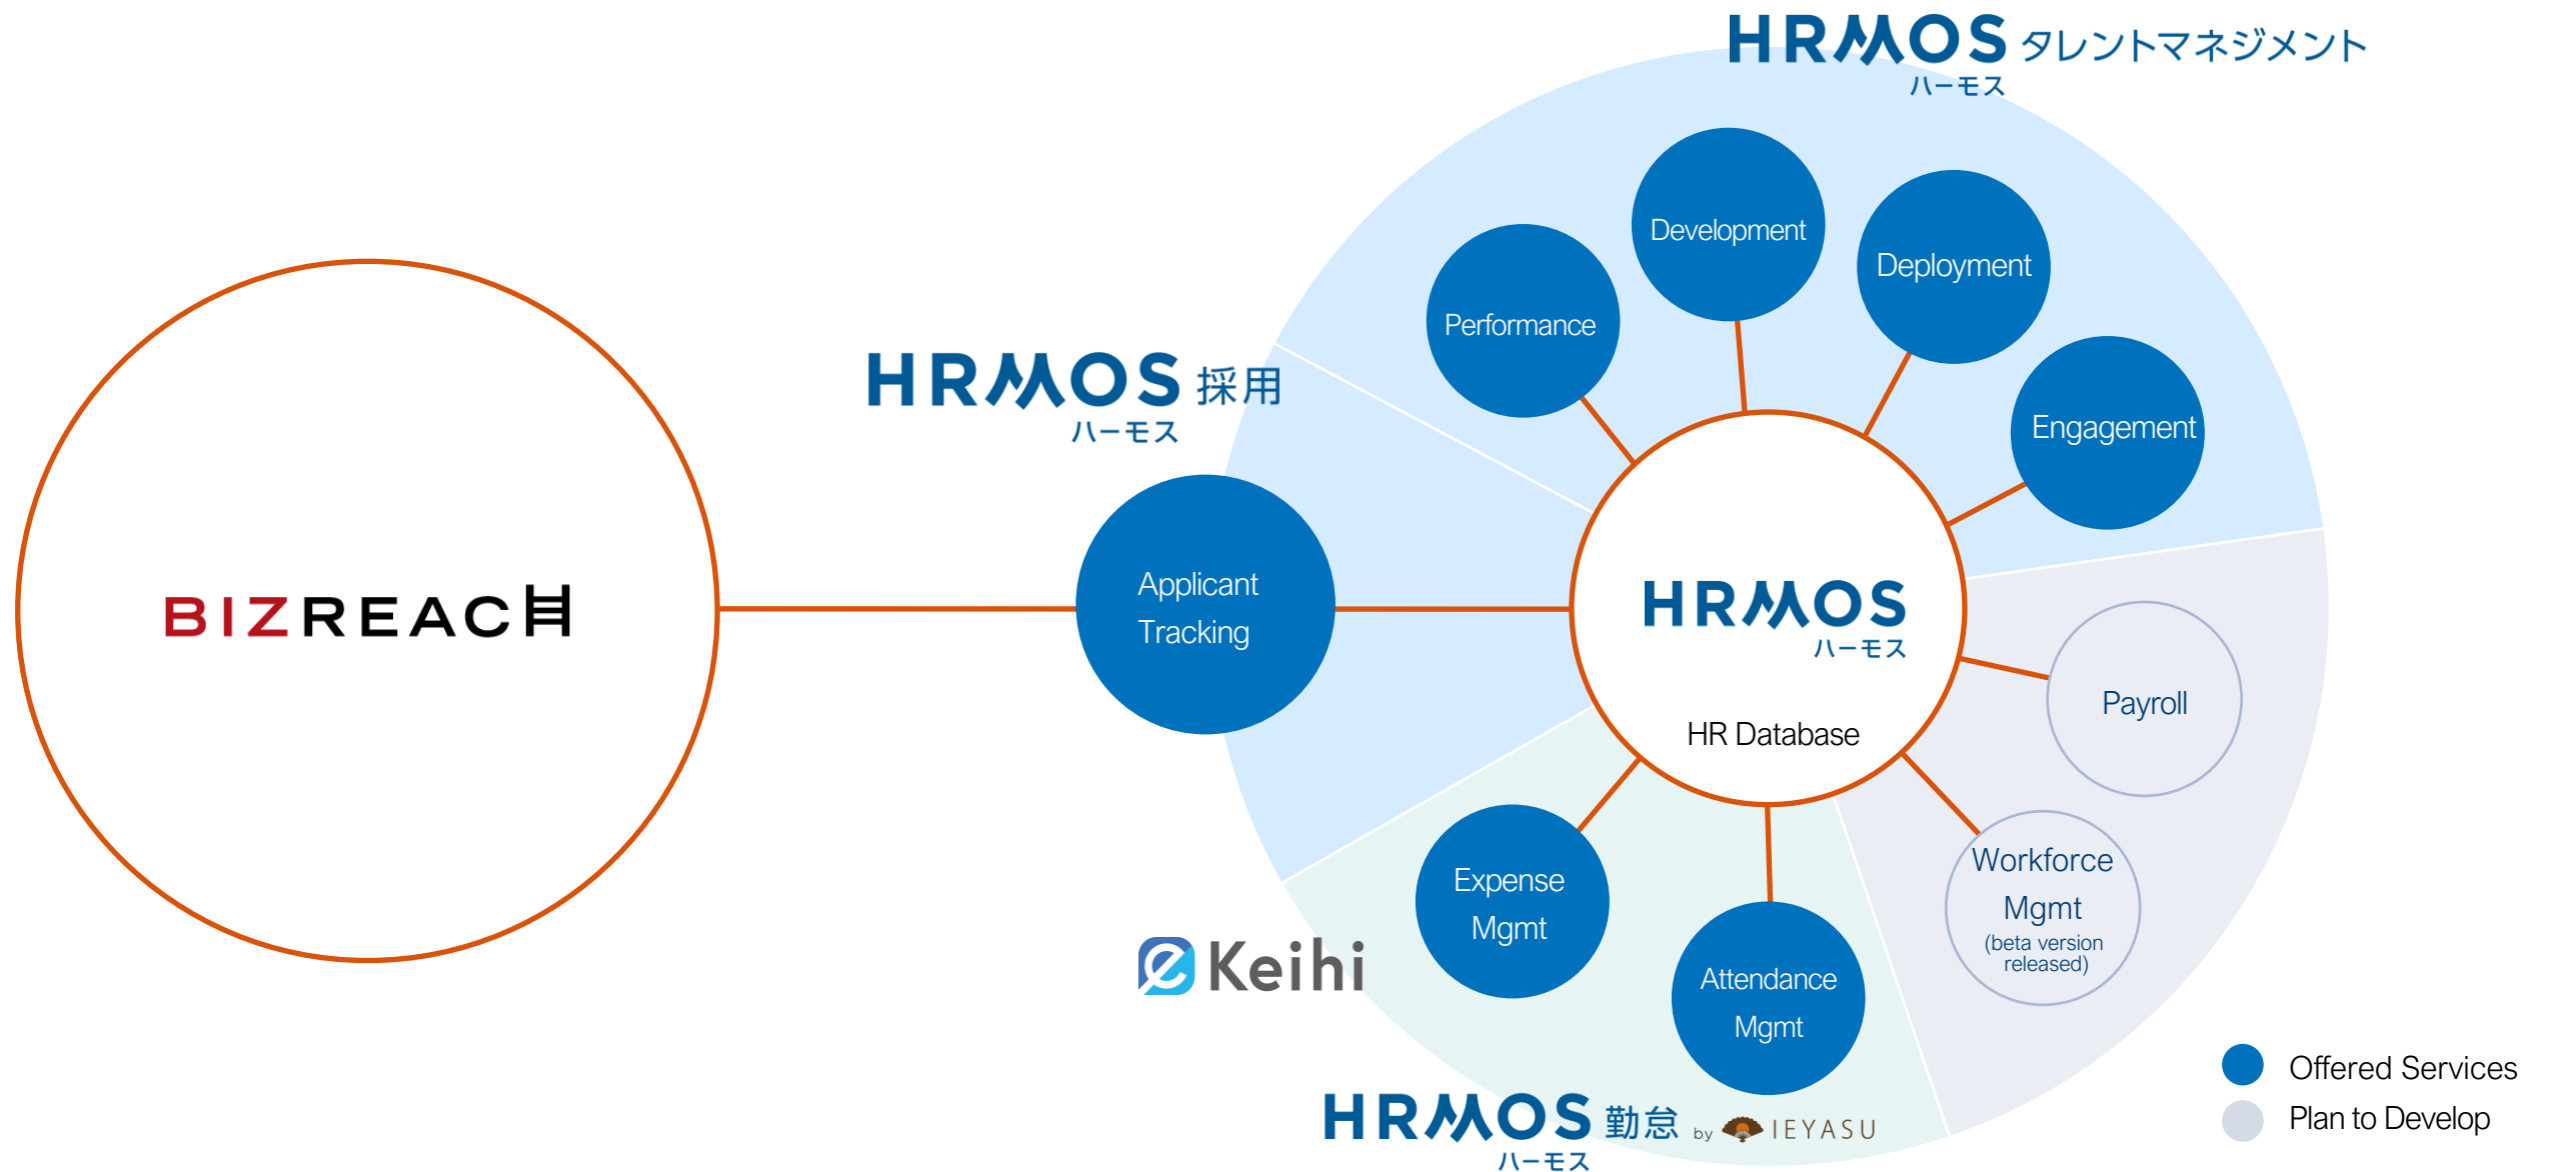 HRMOS タレントマネジメント
ハーモス
Development
Deployment
Performance
Engagement
HRMOS 採用
ハーモス
BIZREACH
Applicant
Tracking
HRMOS
ハーモス
HR Database
Payroll
Workforce
Mgmt
(beta version
released)
Expense
Mgmt
Keihi
Attendance
Mgmt
HRMOS 勤怠 by IEYASU
ハーモス
Offered Services
Plan to Develop